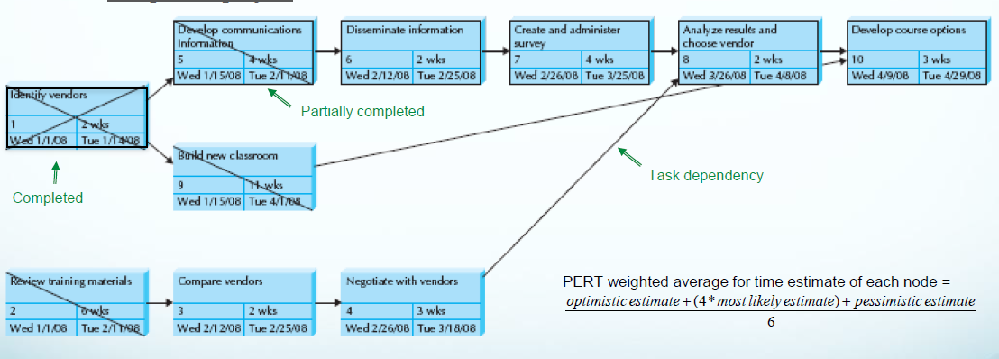 Develop communications
Information
5 4 wks
Wed 1/15/08 Tue 2/11/08
Disseminate information
6 2 wks
Wed 2/12/08 Tue 2/25/08
Create and administer
survey
7 4 wks
Wed 2/26/08 Tue 3/25/08
Analyze results and
choose vendor
8 2 wks
Wed 3/26/08 Tue 4/8/08
Develop course options
10 3 wks
Wed 4/9/08 Tue 4/29/08
Identify vendors
1 2 wks
Wed 1/1/08 Tue 1/14/08
Partially completed
Completed
Build new classroom
9 11 wks
Wed 1/15/08 Tue 4/1/08
Task dependency
Review training materials
2 6 wks
Wed 1/1/08 Tue 2/11/08
Compare vendors
3 2 wks
Wed 2/12/08 Tue 2/25/08
Negotiate with vendors
4 3 wks
Wed 2/26/08 Tue 3/18/08
PERT weighted average for time estimate of each node =
optimistic estimate + (4 * most likely estimate) + pessimistic estimate
6